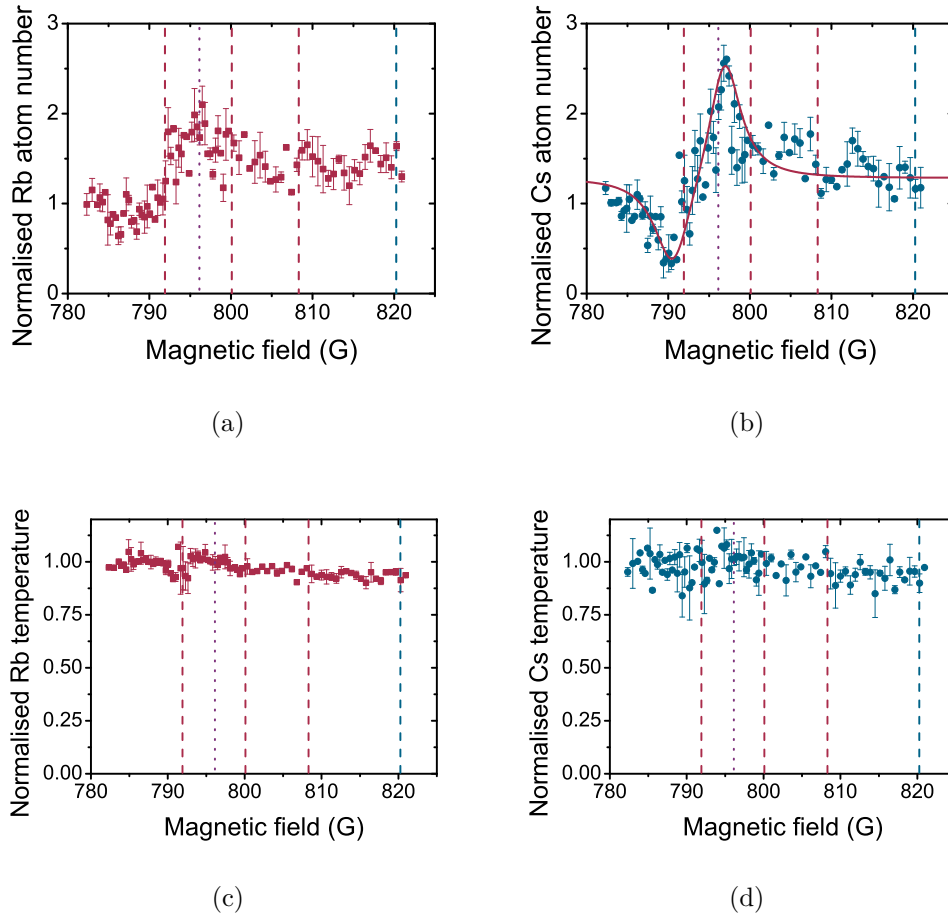 3
2
1
0
Normalised Rb atom number
780 790 800 810 820
Magnetic field (G)
(a)
3
2
1
0
Normalised Cs atom number
780 790 800 810 820
Magnetic field (G)
(b)
1.00
0.75
0.50
0.25
0.00
Normalised Rb temperature
780 790 800 810 820
Magnetic field (G)
(c)
1.00
0.75
0.50
0.25
0.00
Normalised Cs temperature
780 790 800 810 820
Magnetic field (G)
(d)